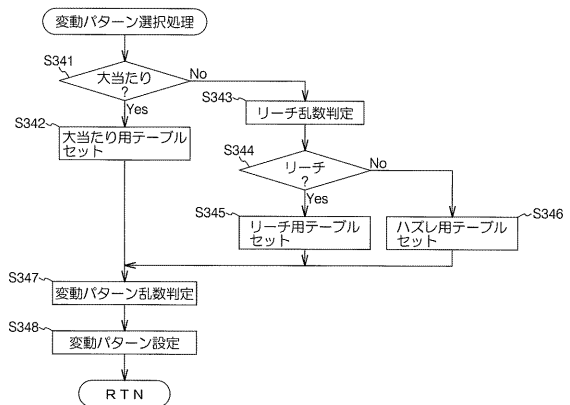 変動パターン選択処理
S341
大当たり
?
No
Yes
S342
大当たり用テーブル
セット
S343
リーチ乱数判定
S344
リーチ
?
No
Yes
S345
リーチ用テーブル
セット
ハズレ用テーブル
セット
S346
S347
変動パターン乱数判定
S348
変動パターン設定
RTN